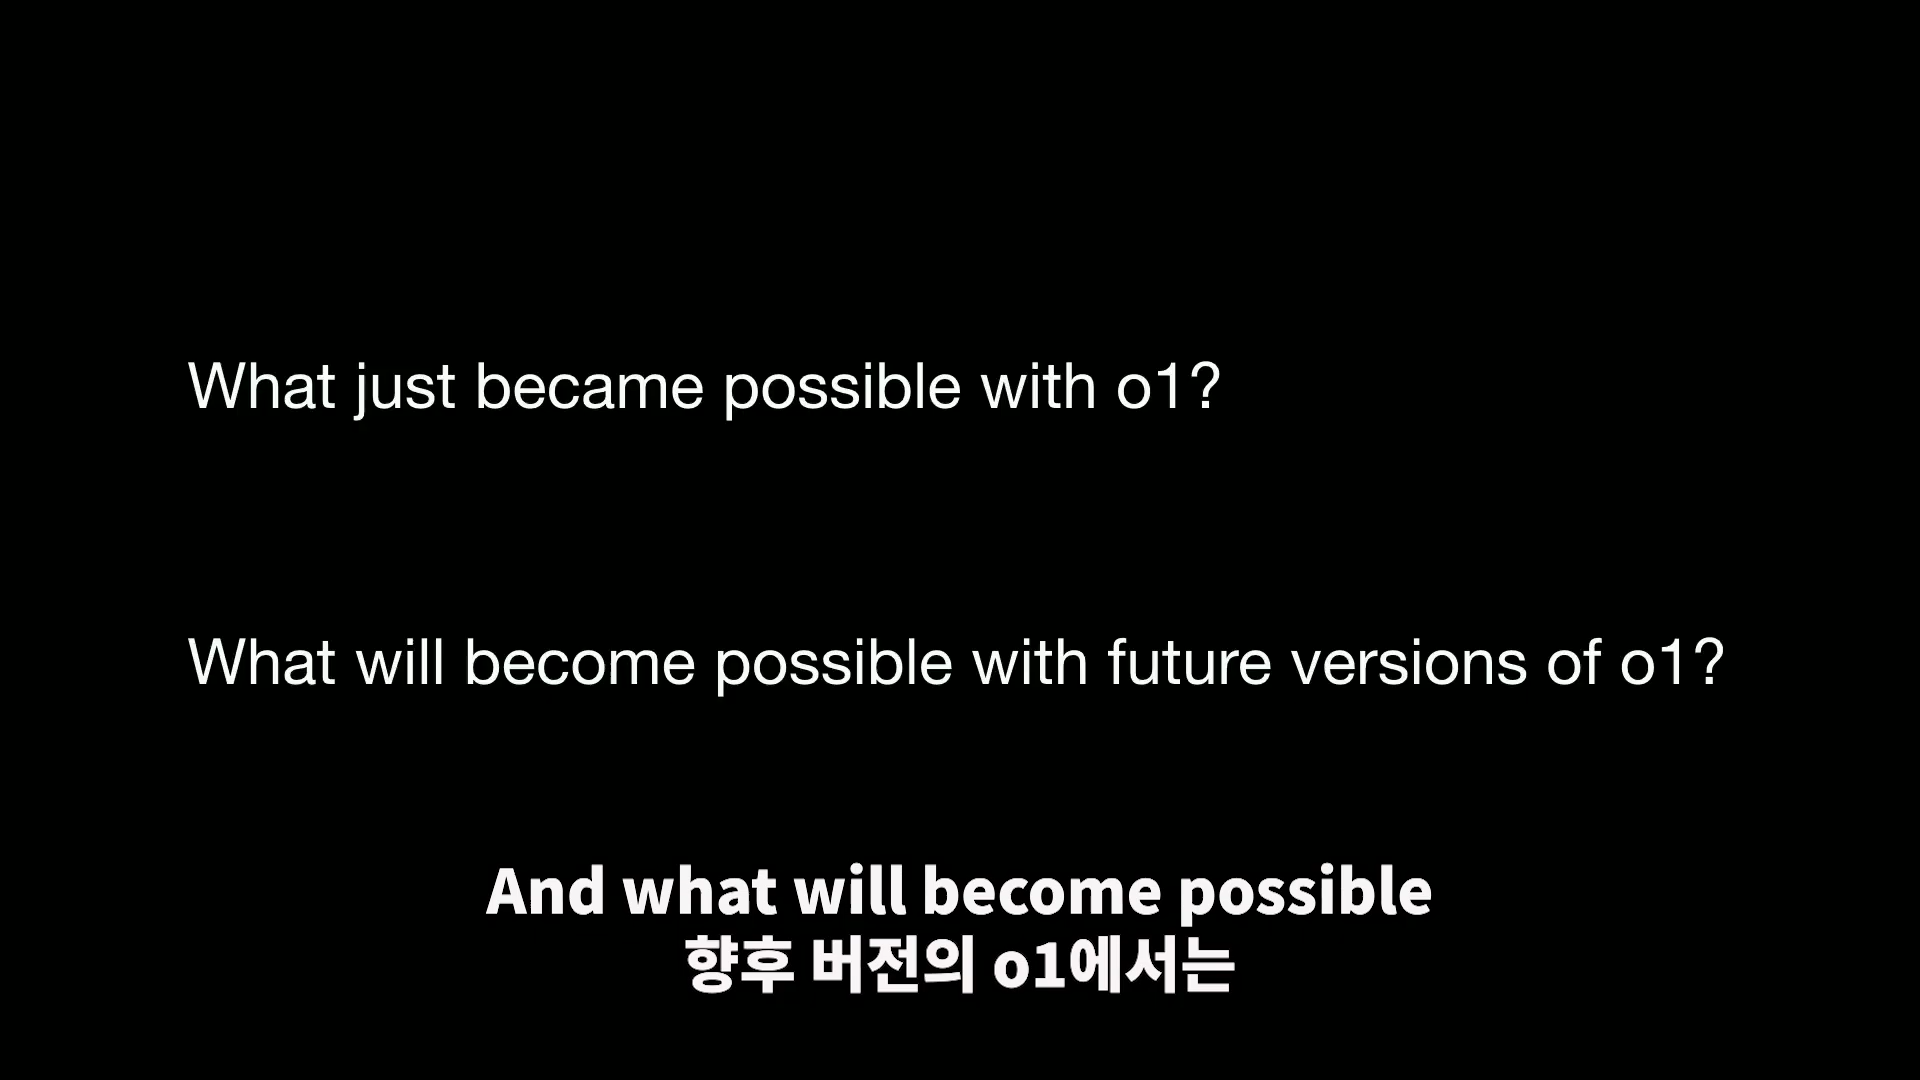 What just became possible with o1?
What will become possible with future versions of o1?
And what will become possible
향후 버전의 o1에서는